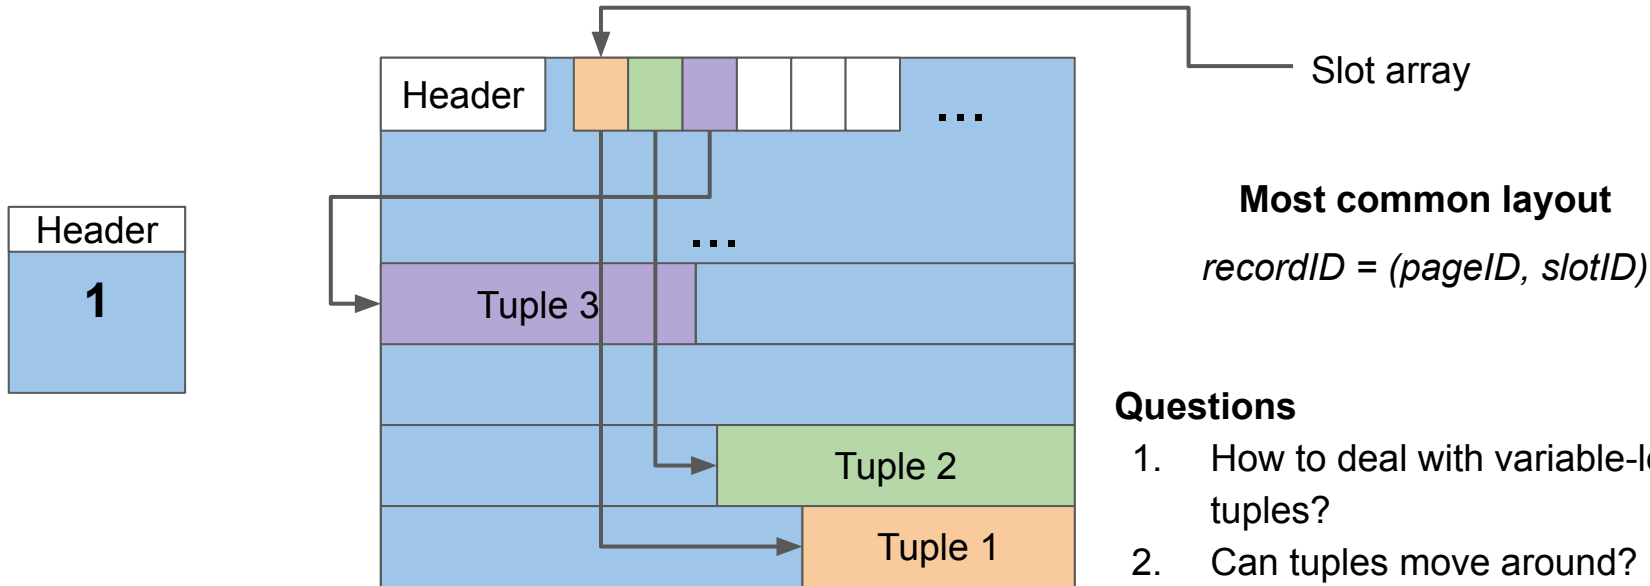 Slot array
Header
...
Most common layout
Header
...
recordID = (pageID, slotID)
1
Tuple 3
Questions
1. How to deal with
tuples?
Tuple 2
Tuple 1
2. Can tuples move around?